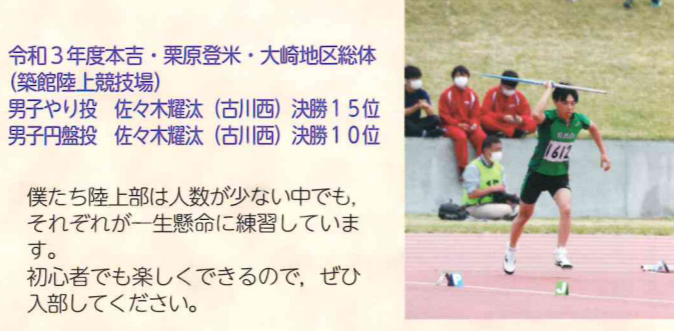 令和３年度本吉・栗原登米・大崎地区総体
(築館陸上競技場)
男子やり投　佐々木耀汰（古川西）決勝１５位
男子円盤投　佐々木耀汰（古川西）決勝１０位
僕たち陸上部は人数が少ない中でも，
それぞれが一生懸命に練習していま
す。
初心者でも楽しくできるので，ぜひ
入部してください。
1612